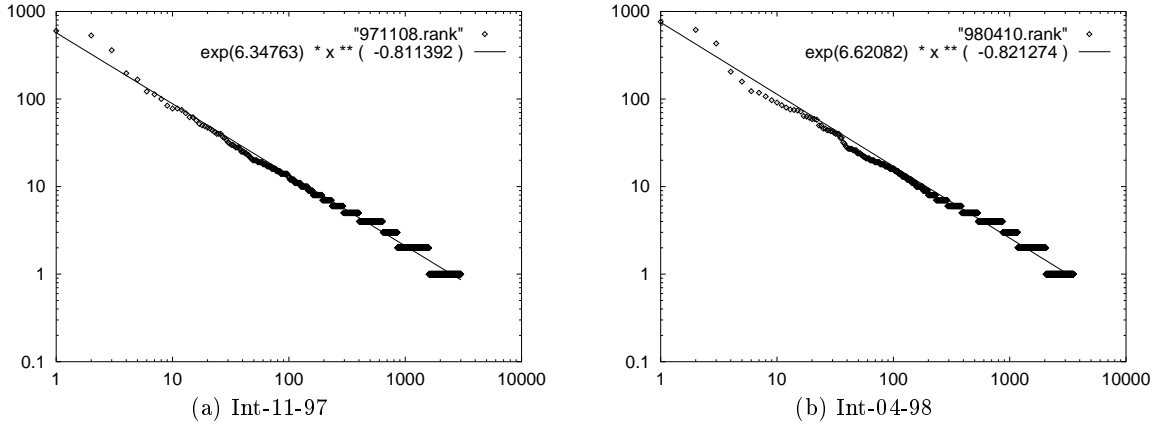 1000
100
10
1
0.1
1 10 100 1000 10000
"971108.rank"
exp(6.34763) * x ** ( -0.811392)
(a) Int-11-97
1000
100
10
1
0.1
1 10 100 1000 10000
"980410.rank"
exp(6.62082) * x ** ( -0.821274)
(b) Int-04-98